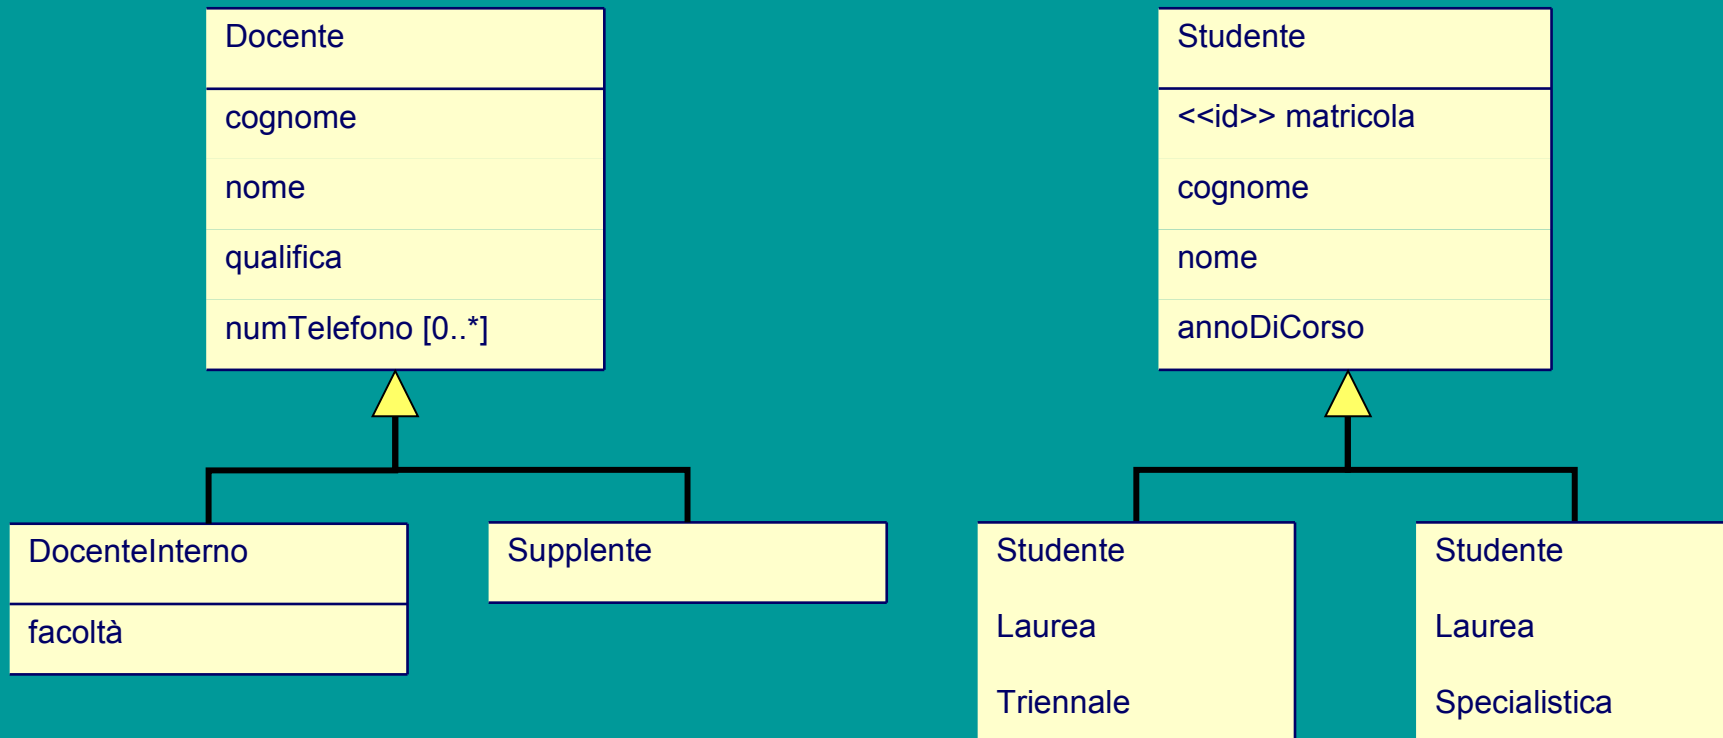 Docente
cognome
nome
qualifica
numTelefono [0..*]
Studente
<<id>> matricola
cognome
nome
annoDiCorso
DocenteInterno
facoltà
Supplente
Studente
Laurea
Triennale
Studente
Laurea
Specialistica